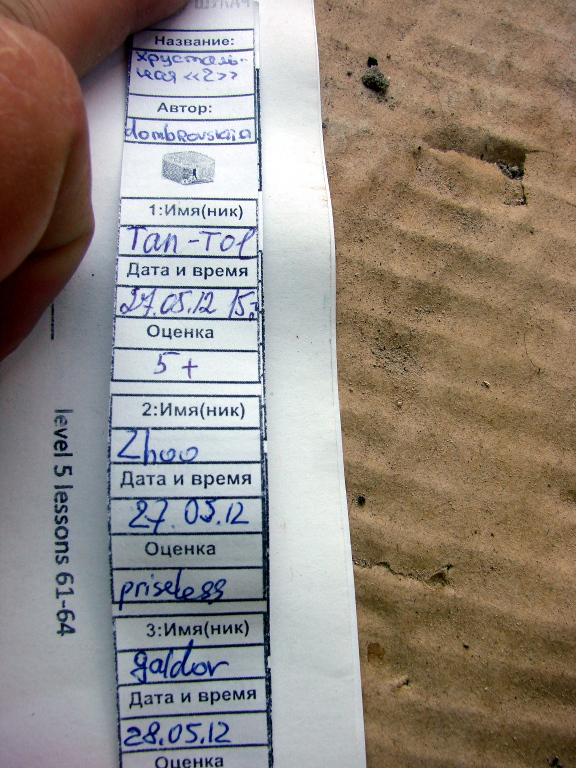 Название:
Хрусталь-
ная «2»
Автор:
dombrovskaia
1:Имя(ник)
Tan-Tol
Дата и время
27.05.12
Оценка
5+
2:Имя(ник)
Zhoo
Дата и время
27.05.12
Оценка
priseless
3:Имя(ник)
galdor
Дата и время
28.05.12
Оценка
level 5 lessons 61-64